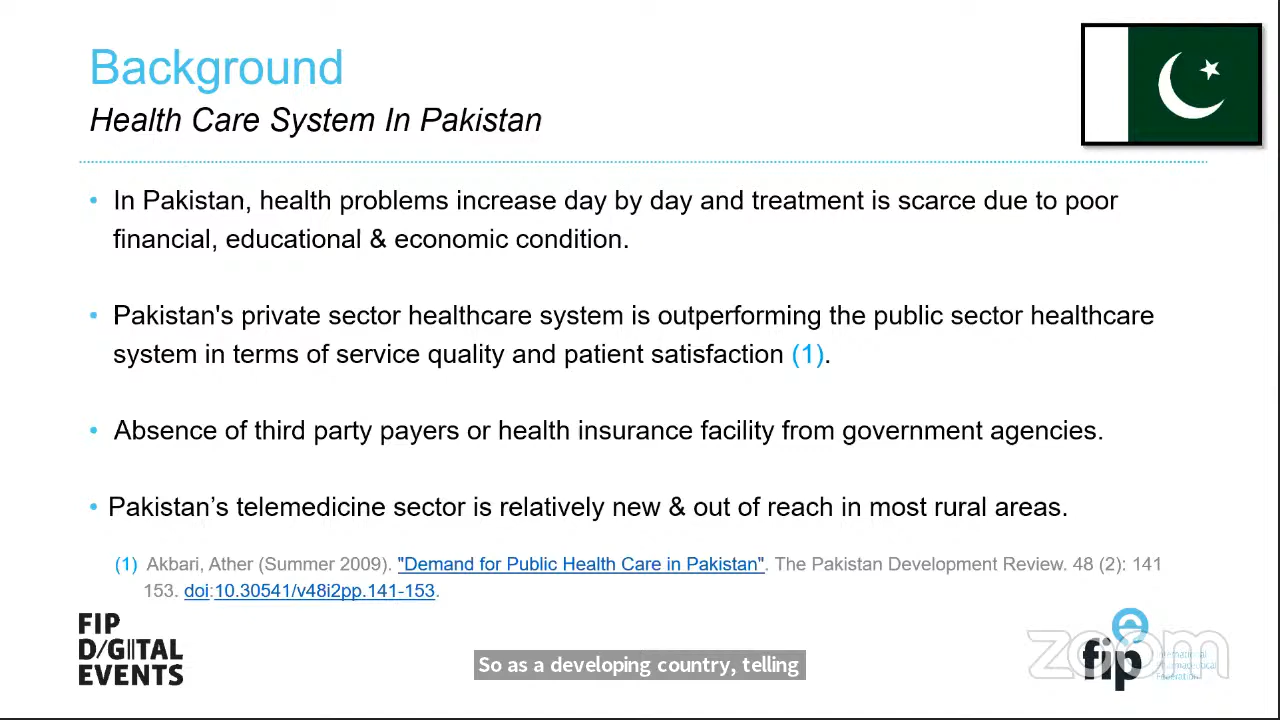 Background
Health Care System In Pakistan
• In Pakistan, health problems increase day by day and treatment is scarce due to poor
financial, educational & economic condition.
• Pakistan's private sector healthcare system is outperforming the public sector healthcare
system in terms of service quality and patient satisfaction (1).
• Absence of third party payers or health insurance facility from government agencies.
• Pakistan’s telemedicine sector is relatively new & out of reach in most rural areas.
(1) Akbari, Ather (Summer 2009). "Demand for Public Health Care in Pakistan". The Pakistan Development Review. 48 (2): 141
153. doi:10.30541/v48i2pp.141-153.
FIP
D/GITAL
EVENTS
So as a developing country, telling
zoom
e
fip
International
Pharmaceutical
Federation